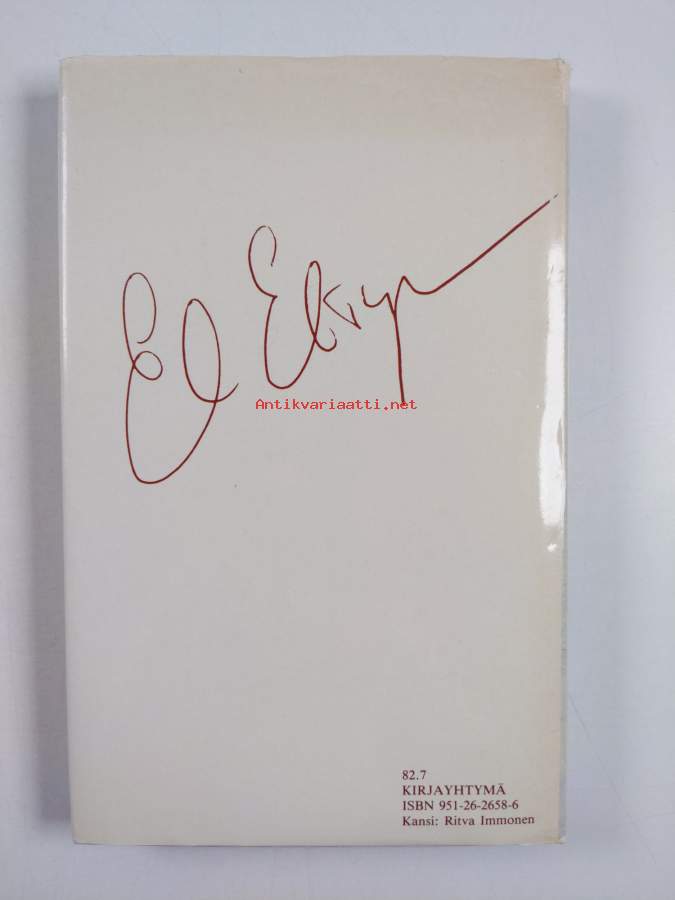 Antikvariaatti.net
82.7
KIRJAYHTYMÄ
ISBN 951-26-2658-6
Kansi: Ritva Immonen